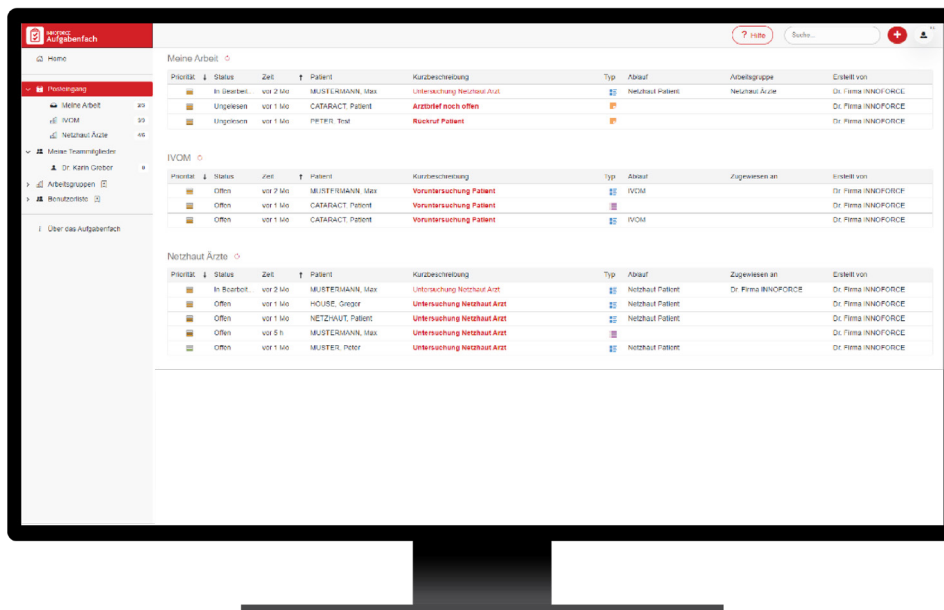 INNOFORCE
Aufgabenfach
? Hilfe
Suche...
Home
Posteingang
Meine Arbeit 2/3
IVOM 3/3
Netzhaut Ärzte 4/5
Meine Teammitglieder
Dr. Karin Gröber
Arbeitsgruppen
Benutzerliste
i Über das Aufgabenfach
Meine Arbeit
Priorität ↓ Status Zeit ↑ Patient Kurzbeschreibung Typ Ablauf Arbeitsgruppe Erstellt von
In Bearbeit... vor 2 Mo MUSTERMANN, Max Untersuchung Netzhaut Arzt Netzhaut Patient Netzhaut Ärzte Dr. Firma INNOFORCE
Ungelesen vor 1 Mo CATARACT, Patient Arztbrief noch offen Dr. Firma INNOFORCE
Ungelesen vor 1 Mo PETER, Test Rückruf Patient Dr. Firma INNOFORCE
IVOM
Priorität ↓ Status Zeit ↑ Patient Kurzbeschreibung Typ Ablauf Zugewiesen an Erstellt von
Offen vor 2 Mo MUSTERMANN, Max Voruntersuchung Patient IVOM Dr. Firma INNOFORCE
Offen vor 1 Mo CATARACT, Patient Voruntersuchung Patient Dr. Firma INNOFORCE
Offen vor 1 Mo CATARACT, Patient Voruntersuchung Patient IVOM Dr. Firma INNOFORCE
Netzhaut Ärzte
Priorität ↓ Status Zeit ↑ Patient Kurzbeschreibung Typ Ablauf Zugewiesen an Erstellt von
In Bearbeit... vor 2 Mo MUSTERMANN, Max Untersuchung Netzhaut Arzt Netzhaut Patient Dr. Firma INNOFORCE Dr. Firma INNOFORCE
Offen vor 1 Mo HOUSE, Gregor Untersuchung Netzhaut Arzt Netzhaut Patient Dr. Firma INNOFORCE
Offen vor 1 Mo NETZHAUT, Patient Untersuchung Netzhaut Arzt Netzhaut Patient Dr. Firma INNOFORCE
Offen vor 5 h MUSTERMANN, Max Untersuchung Netzhaut Arzt Dr. Firma INNOFORCE
Offen vor 1 Mo MUSTER, Peter Untersuchung Netzhaut Arzt Netzhaut Patient Dr. Firma INNOFORCE